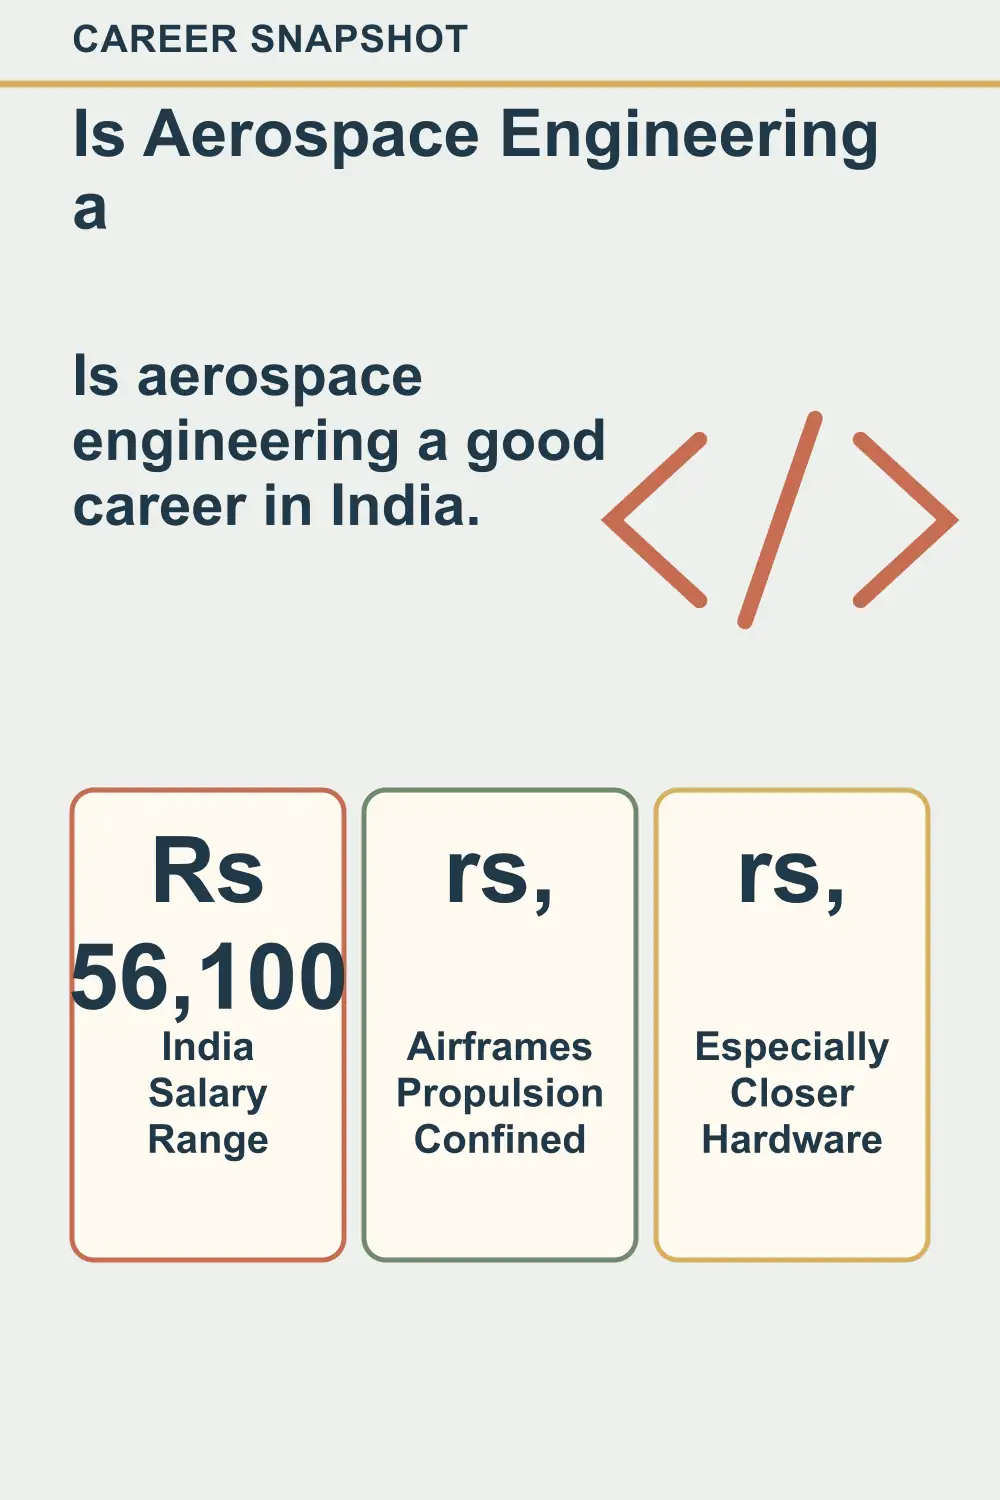 CAREER SNAPSHOT
Is Aerospace Engineering
a
Is aerospace
engineering a good
career in India.
Rs
56,100
India
Salary
Range
rs,
Airframes
Propulsion
Confined
rs,
Especially
Closer
Hardware